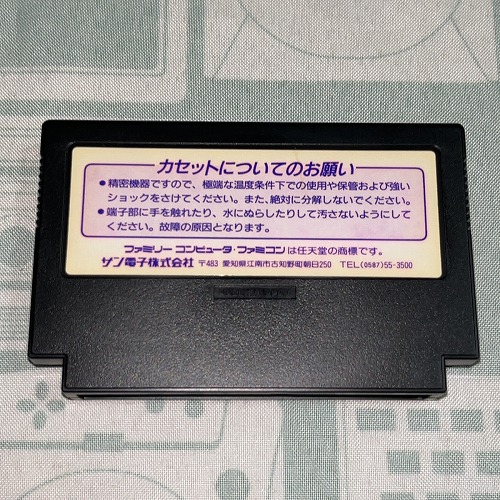 カセットについてのお願い
●精密機器ですので、極端な温度条件下での使用や保管および強い
ショックをさけてください。また、絶対に分解しないでください。
●端子部に手を触れたり、水にぬらしたりして汚さないようにして
ください。故障の原因となります。
ファミリーコンピュータ・ファミコンは任天堂の商標です。
サン電子株式会社 〒483 愛知県江南市古知野町朝日250 TEL(0587)55-3500